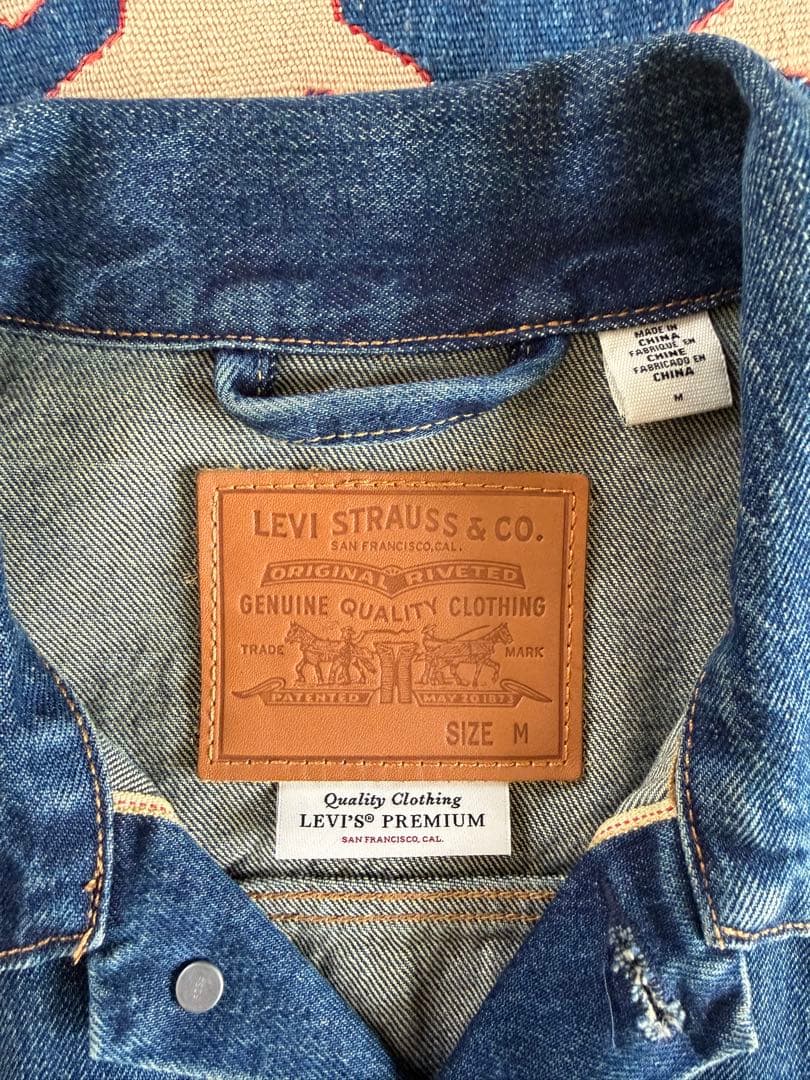 MADE IN
CHINA
FABRIQUÉ EN
CHINE
FABRICADO EN
CHINA
M
LEVI STRAUSS & CO.
SAN FRANCISCO, CAL.
ORIGINAL RIVETED
GENUINE QUALITY CLOTHING
TRADE MARK
PATENTED MAY 20 1873
SIZE M
Quality Clothing
LEVI'S® PREMIUM
SAN FRANCISCO, CAL.